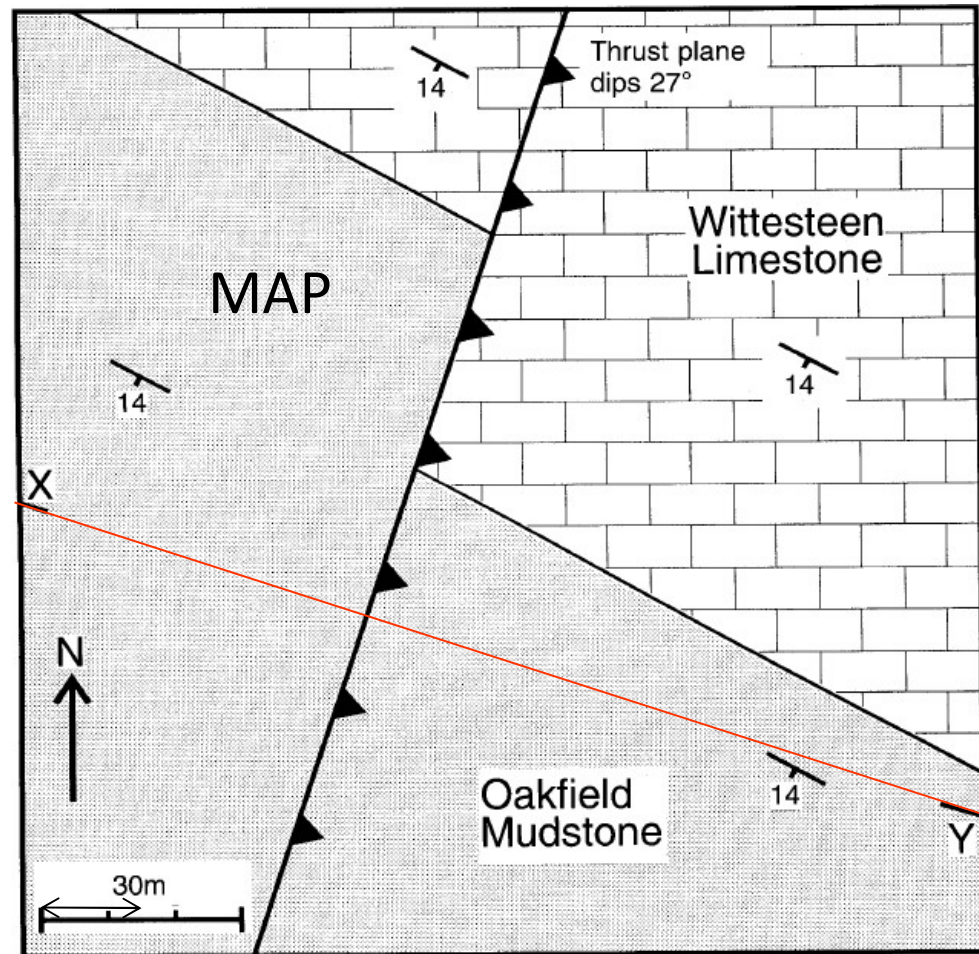 Thrust plane
dips 27°
14
Wittesteen
Limestone
MAP
14
14
X
N
Oakfield
Mudstone
14
Y
30m